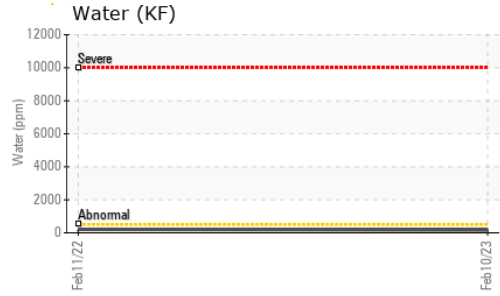 Water (KF)
12000
Severe
10000
8000
Water (ppm)
6000
4000
2000
Abnormal
0
Feb11/22
Feb10/23